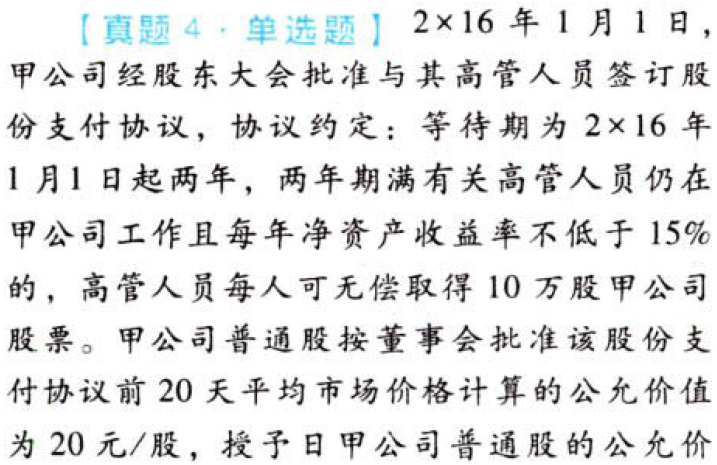 【真题 4·单选题】 2×16 年 1 月 1 日，
甲公司经股东大会批准与其高管人员签订股
份支付协议，协议约定：等待期为 2×16 年
1 月1 日起两年，两年期满有关高管人员仍在
甲公司工作且每年净资产收益率不低于 15%
的，高管人员每人可无偿取得 10 万股甲公司
股票。甲公司普通股按董事会批准该股份支
付协议前 20 天平均市场价格计算的公允价值
为 20 元/股，授予日甲公司普通股的公允价